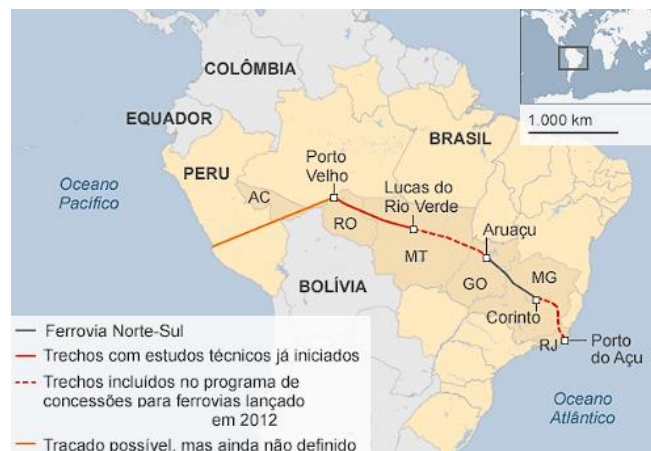 COLÔMBIA
EQUADOR
PERU
BRASIL
1.000 km
Oceano
Pacífico
Porto
Velho
Lucas do
Rio Verde
AC
RO
MT
Aruaçu
BOLÍVIA
GO
MG
Corinto
RJ
Porto
do Açu
Oceano
Atlântico
Ferrovia Norte-Sul
Trechos com estudos técnicos já iniciados
Trechos incluídos no programa de
concessões para ferrovias lançado
em 2012
Traçado possível, mas ainda não definido